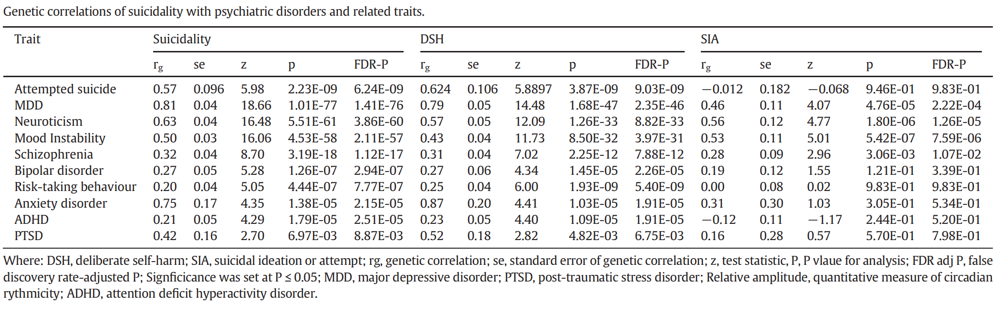 Genetic correlations of suicidality with psychiatric disorders and related traits.
Trait Suicidality DSH SIA
rg se z p FDR-P rg se z p FDR-P rg se z p FDR-P
Attempted suicide 0.57 0.096 5.98 2.23E-09 6.24E-09 0.624 0.106 5.8897 3.87E-09 9.03E-09 −0.012 0.182 −0.068 9.46E-01 9.83E-01
MDD 0.81 0.04 18.66 1.01E-77 1.41E-76 0.79 0.05 14.48 1.68E-47 2.35E-46 0.46 0.11 4.07 4.76E-05 2.22E-04
Neuroticism 0.63 0.04 16.48 5.51E-61 3.86E-60 0.57 0.05 12.09 1.26E-33 8.82E-33 0.56 0.12 4.77 1.80E-06 1.26E-05
Mood Instability 0.50 0.03 16.06 4.53E-58 2.11E-57 0.43 0.04 11.73 8.50E-32 3.97E-31 0.53 0.11 5.01 5.42E-07 7.59E-06
Schizophrenia 0.32 0.04 8.70 3.19E-18 1.12E-17 0.31 0.04 7.02 2.25E-12 7.88E-12 0.28 0.09 2.96 3.06E-03 1.07E-02
Bipolar disorder 0.27 0.05 5.28 1.26E-07 2.94E-07 0.27 0.06 4.34 1.45E-05 2.26E-05 0.19 0.12 1.55 1.21E-01 3.39E-01
Risk-taking behaviour 0.20 0.04 5.05 4.44E-07 7.77E-07 0.25 0.04 6.00 1.93E-09 5.40E-09 0.00 0.08 0.02 9.83E-01 9.83E-01
Anxiety disorder 0.75 0.17 4.35 1.38E-05 2.15E-05 0.87 0.20 4.41 1.03E-05 1.91E-05 0.31 0.30 1.03 3.05E-01 5.34E-01
ADHD 0.21 0.05 4.29 1.79E-05 2.51E-05 0.23 0.05 4.40 1.09E-05 1.91E-05 −0.12 0.11 −1.17 2.44E-01 5.20E-01
PTSD 0.42 0.16 2.70 6.97E-03 8.87E-03 0.52 0.18 2.82 4.82E-03 6.75E-03 0.16 0.28 0.57 5.70E-01 7.98E-01
Where: DSH, deliberate self-harm; SIA, suicidal ideation or attempt; rg, genetic correlation; se, standard error of genetic correlation; z, test statistic, P, P vlaue for analysis; FDR adj P, false
discovery rate-adjusted P; Signficicance was set at P ≤ 0.05; MDD, major depressive disorder; PTSD, post-traumatic stress disorder; Relative amplitude, quantitative measure of circadian
rythmicity; ADHD, attention deficit hyperactivity disorder.